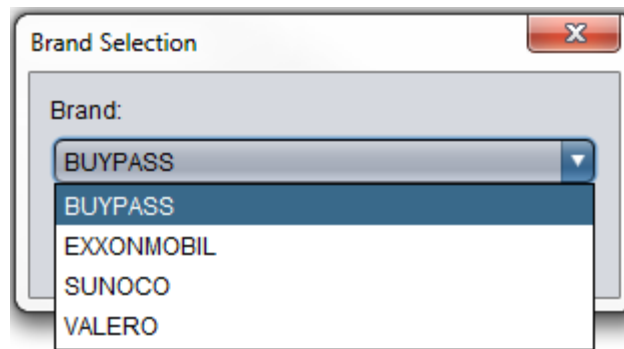 Brand Selection
Brand:
BUYPASS
BUYPASS
EXXONMOBIL
SUNOCO
VALERO